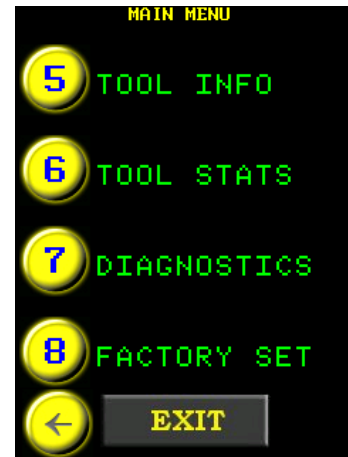 MAIN MENU
5 TOOL INFO
6 TOOL STATS
7 DIAGNOSTICS
8 FACTORY SET
← EXIT